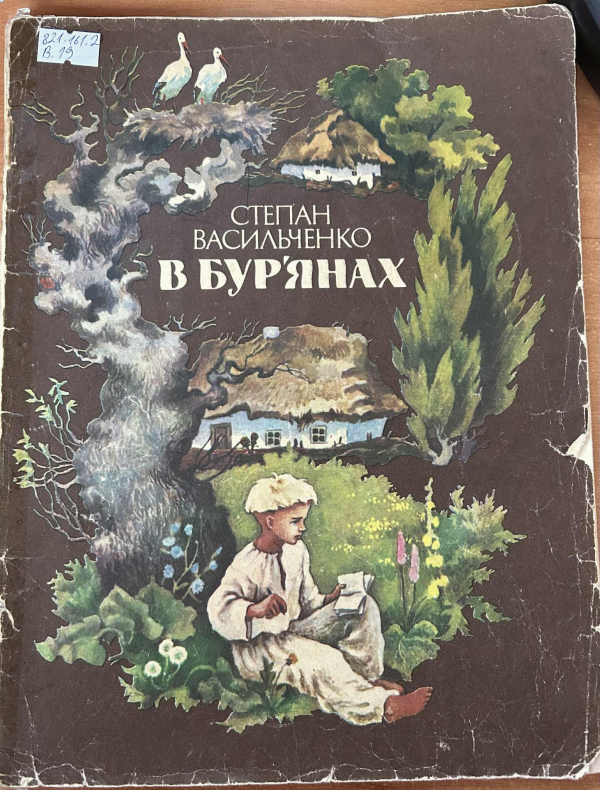 821.161.2
В.19
СТЕПАН
ВАСИЛЬЧЕНКО
В БУР'ЯНАХ